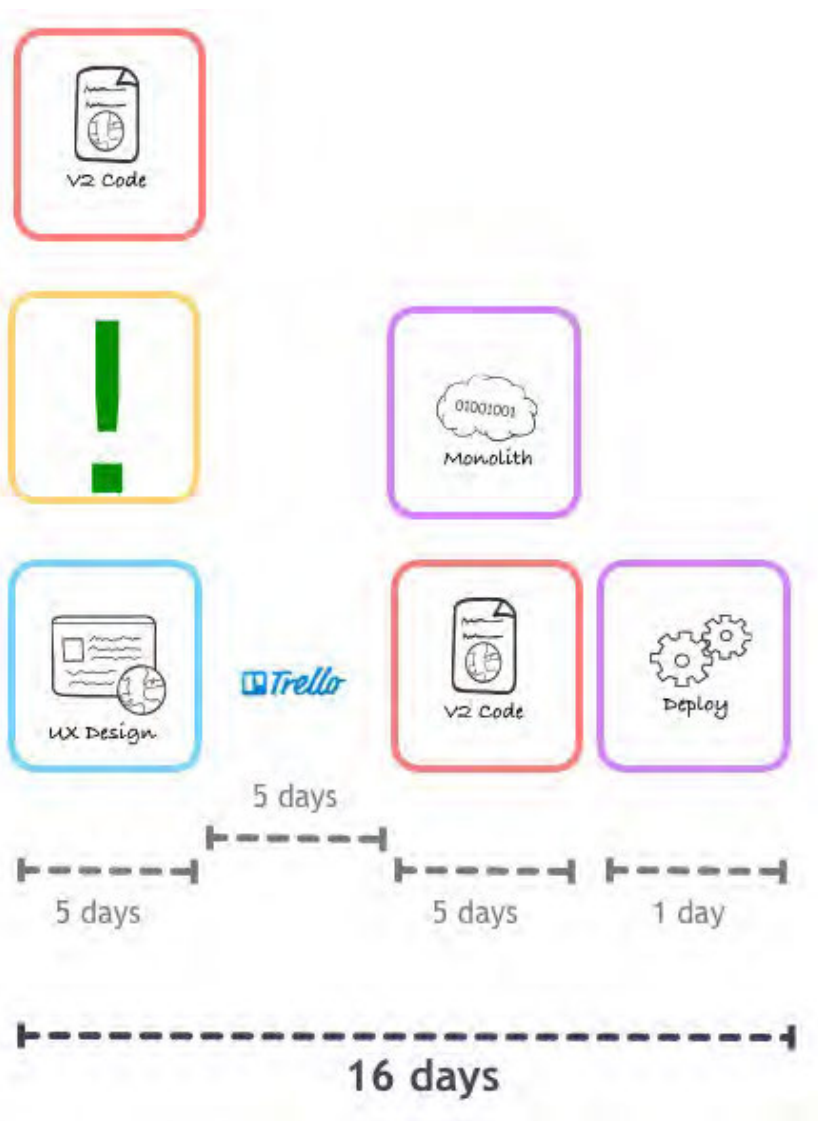 V2 Code
!
01001001
Monolith
UX Design
Trello
V2 Code
Deploy
5 days
5 days
5 days
1 day
16 days